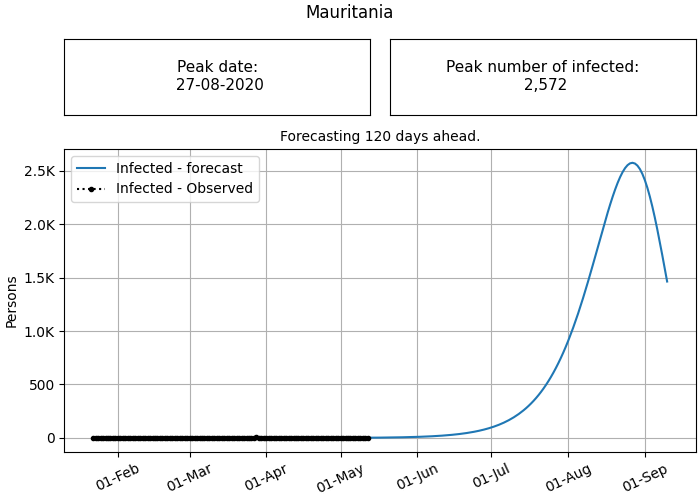 Mauritania
Peak date:
27-08-2020
Peak number of infected:
2,572
Forecasting 120 days ahead.
Infected - forecast
Infected - Observed
2.5K
2.0K
1.5K
1.0K
500
0
Persons
01-Feb
01-Mar
01-Apr
01-May
01-Jun
01-Jul
01-Aug
01-Sep